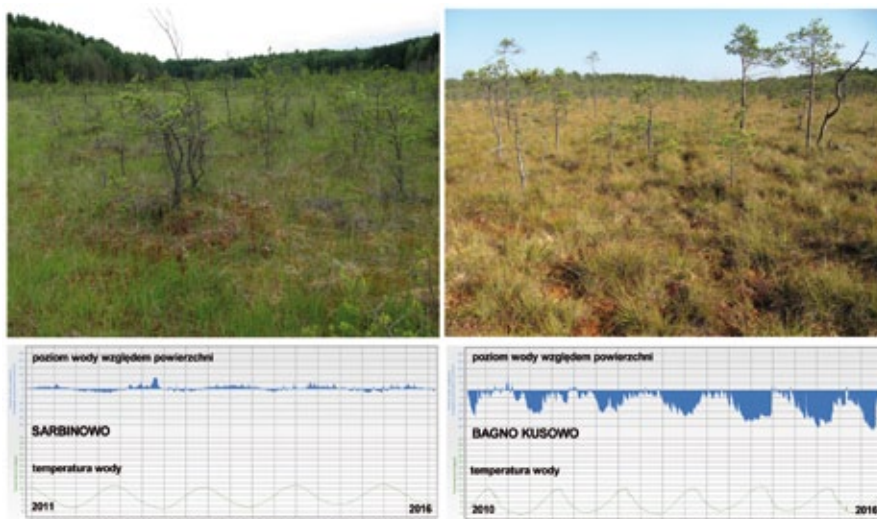 poziom wody względem powierzchni
SARBINOWO
temperatura wody
2011
2016
poziom wody względem powierzchni
BAGNO KUSOWO
temperatura wody
2010
2016